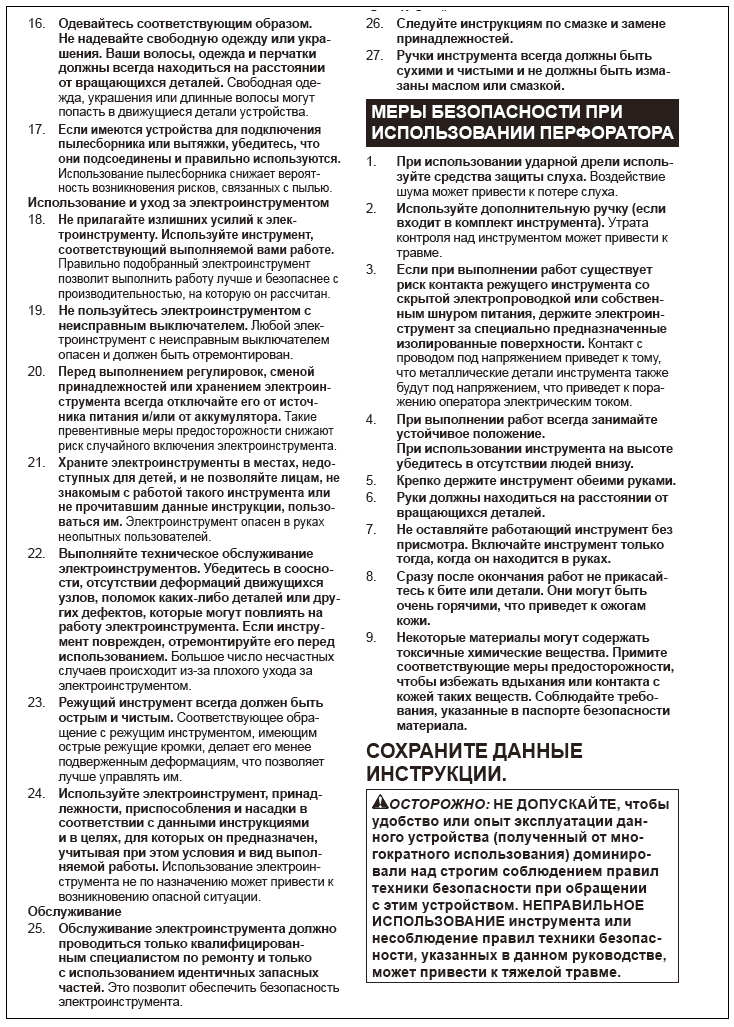 16. Одевайтесь соответствующим образом.
Не надевайте свободную одежду или укра-
шения. Ваши волосы, одежда и перчатки
должны всегда находиться на расстоянии
от вращающихся деталей. Свободная оде-
жда, украшения или длинные волосы могут
попасть в движущиеся детали устройства.
17. Если имеются устройства для подключения
пылесборника или вытяжки, убедитесь, что
они подсоединены и правильно используются.
Использование пылесборника снижает вероят-
ность возникновения рисков, связанных с пылью.
Использование и уход за электроинструментом
18. Не прилагайте излишних усилий к элек-
троинструменту. Используйте инструмент,
соответствующий выполняемой вами работе.
Правильно подобранный электроинструмент
позволит выполнить работу лучше и безопаснее с
производительностью, на которую он рассчитан.
19. Не пользуйтесь электроинструментом с
неисправным выключателем. Любой элек-
троинструмент с неисправным выключателем
опасен и должен быть отремонтирован.
20. Перед выполнением регулировок, сменой
принадлежностей или хранением электроин-
струмента всегда отключайте его от источ-
ника питания и/или от аккумулятора. Такие
превентивные меры предосторожности снижают
риск случайного включения электроинструмента.
21. Храните электроинструменты в местах, недо-
ступных для детей, и не позволяйте лицам, не
знакомым с работой такого инструмента или
не прочитавшим данные инструкции, пользо-
ваться им. Электроинструмент опасен в руках
неопытных пользователей.
22. Выполняйте техническое обслуживание
электроинструментов. Убедитесь в соосно-
сти, отсутствии деформаций движущихся
узлов, поломок каких-либо деталей или дру-
гих дефектов, которые могут повлиять на
работу электроинструмента. Если инстру-
мент поврежден, отремонтируйте его перед
использованием. Большое число несчастных
случаев происходит из-за плохого ухода за
электроинструментом.
23. Режущий инструмент всегда должен быть
острым и чистым. Соответствующее обра-
щение с режущим инструментом, имеющим
острые режущие кромки, делает его менее
подверженным деформациям, что позволяет
лучше управлять им.
24. Используйте электроинструмент, принад-
лежности, приспособления и насадки в
соответствии с данными инструкциями
и в целях, для которых он предназначен,
учитывая при этом условия и вид выпол-
няемой работы. Использование электроин-
струмента не по назначению может привести к
возникновению опасной ситуации.
Обслуживание
25. Обслуживание электроинструмента должно
проводиться только квалифицирован-
ным специалистом по ремонту и только
с использованием идентичных запасных
частей. Это позволит обеспечить безопасность
электроинструмента.
26. Следуйте инструкциям по смазке и замене
принадлежностей.
27. Ручки инструмента всегда должны быть
сухими и чистыми и не должны быть изма-
заны маслом или смазкой.
МЕРЫ БЕЗОПАСНОСТИ ПРИ
ИСПОЛЬЗОВАНИИ ПЕРФОРАТОРА
1. При использовании ударной дрели исполь-
зуйте средства защиты слуха. Воздействие
шума может привести к потере слуха.
2. Используйте дополнительную ручку (если
входит в комплект инструмента). Утрата
контроля над инструментом может привести к
травме.
3. Если при выполнении работ существует
риск контакта режущего инструмента со
скрытой электропроводкой или собствен-
ным шнуром питания, держите электроин-
струмент за специально предназначенные
изолированные поверхности. Контакт с
проводом под напряжением приведет к тому,
что металлические детали инструмента также
будут под напряжением, что приведет к пора-
жению оператора электрическим током.
4. При выполнении работ всегда занимайте
устойчивое положение.
При использовании инструмента на высоте
убедитесь в отсутствии людей внизу.
5. Крепко держите инструмент обеими руками.
6. Руки должны находиться на расстоянии от
вращающихся деталей.
7. Не оставляйте работающий инструмент без
присмотра. Включайте инструмент только
тогда, когда он находится в руках.
8. Сразу после окончания работ не прикасай-
тесь к бите или детали. Они могут быть
очень горячими, что приведет к ожогам
кожи.
9. Некоторые материалы могут содержать
токсичные химические вещества. Примите
соответствующие меры предосторожности,
чтобы избежать вдыхания или контакта с
кожей таких веществ. Соблюдайте требо-
вания, указанные в паспорте безопасности
материала.
СОХРАНИТЕ ДАННЫЕ
ИНСТРУКЦИИ.
ОСТОРОЖНО: НЕ ДОПУСКАЙТЕ, чтобы
удобство или опыт эксплуатации дан-
ного устройства (полученный от мно-
гократного использования) доминиро-
вали над строгим соблюдением правил
техники безопасности при обращении
с этим устройством. НЕПРАВИЛЬНОЕ
ИСПОЛЬЗОВАНИЕ инструмента или
несоблюдение правил техники безопас-
ности, указанных в данном руководстве,
может привести к тяжелой травме.